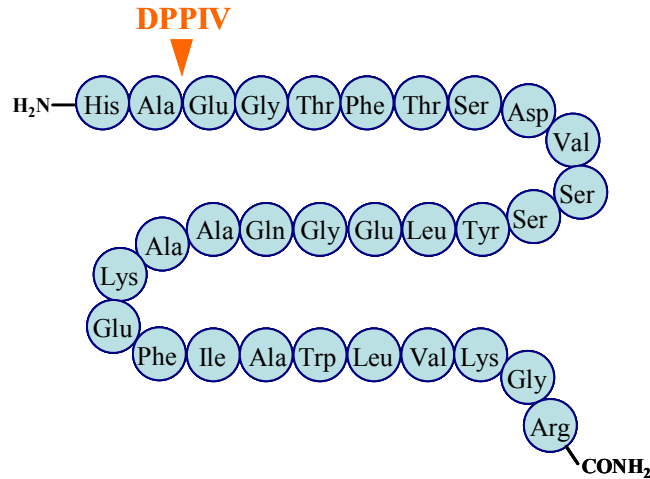 DPPIV
H₂N His Ala Glu Gly Thr Phe Thr Ser Asp
Val
Ser
Ala Ala Gln Gly Glu Leu Tyr Ser
Lys
Glu
Phe Ile Ala Trp Leu Val Lys Gly
Arg
CONH₂